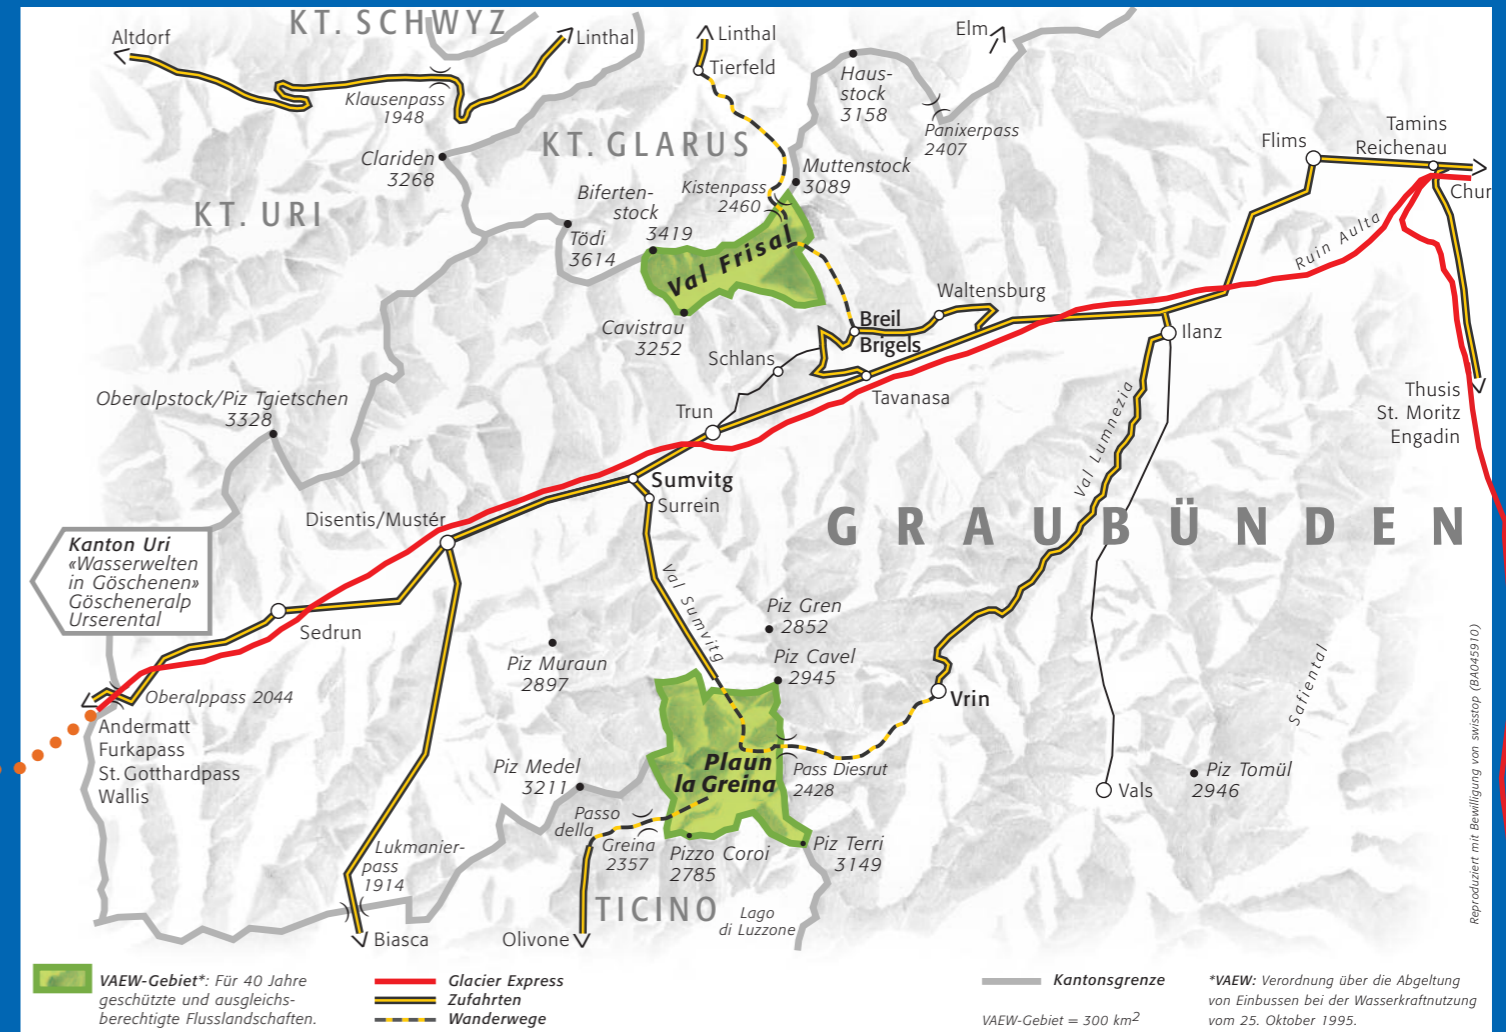 KT. SCHWYZ
Altdorf
Linthal
Linthal
Elm
Tierfeld
Klausenpass
1948
Haus-
stock
3158
Panixerpass
2407
KT. GLARUS
Clariden
3268
Tamins
Reichenau
Flims
Chur
Muttenstock
3089
Kistenpass
2460
Biferten-
stock
3419
KT. URI
Tödi
3614
Val Frisal
Ruin Aulta
Cavistrau
3252
Waltensburg
Breil
Brigels
Ilanz
Schlans
Tavanasa
Trun
Oberalpstock/Piz Tgietschen
3328
Thusis
St. Moritz
Engadin
Val Lumnezia
Sumvitg
Surrein
Disentis/Mustér
GRAUBÜNDEN
Kanton Uri
«Wasserwelten
in Göschenen»
Göscheneralp
Urserental
Val Sumvitg
Sedrun
Piz Gren
2852
Piz Muraun
2897
Piz Cavel
2945
Oberalppass 2044
Andermatt
Furkapass
St. Gotthardpass
Wallis
Vrin
Safiental
Plaun
la Greina
Pass Diesrut
2428
Piz Medel
3211
Vals
Piz Tomül
2946
Passo
della
Greina
2357
Pizzo Coroi
2785
Piz Terri
3149
Lukmanier-
pass
1914
TICINO
Lago
di Luzzone
Biasca
Olivone
Reproduziert mit Bewilligung von swisstop (BA045910)
VAEW-Gebiet*: Für 40 Jahre
geschützte und ausgleichs-
berechtigte Flusslandschaften.
Glacier Express
Zufahrten
Wanderwege
Kantonsgrenze
VAEW-Gebiet = 300 km2
*VAEW: Verordnung über die Abgeltung
von Einbussen bei der Wasserkraftnutzung
vom 25. Oktober 1995.